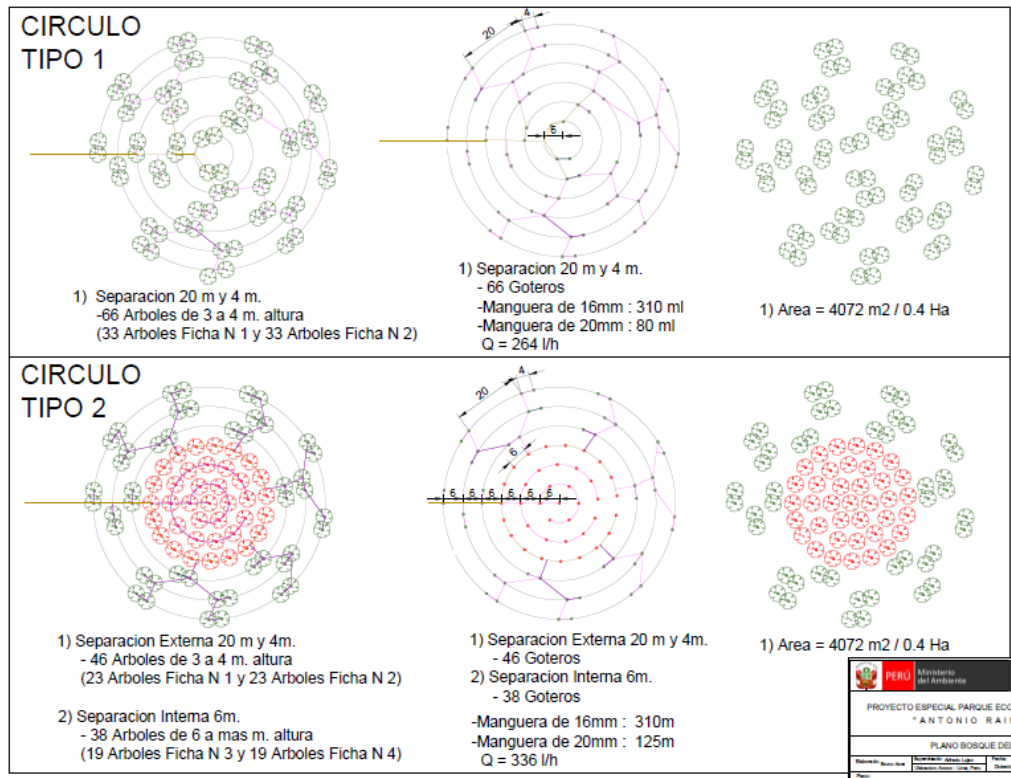 CIRCULO
TIPO 1
20
4
6
1) Separacion 20 m y 4 m.
-66 Arboles de 3 a 4 m. altura
(33 Arboles Ficha N 1 y 33 Arboles Ficha N 2)
1) Separacion 20 m y 4 m.
- 66 Goteros
-Manguera de 16mm : 310 ml
-Manguera de 20mm : 80 ml
Q = 264 l/h
1) Area = 4072 m2 / 0.4 Ha
CIRCULO
TIPO 2
20
4
6
6 6 6 6 6 6
1) Separacion Externa 20 m y 4m.
- 46 Arboles de 3 a 4 m. altura
(23 Arboles Ficha N 1 y 23 Arboles Ficha N 2)
2) Separacion Interna 6m.
- 38 Arboles de 6 a mas m. altura
(19 Arboles Ficha N 3 y 19 Arboles Ficha N 4)
1) Separacion Externa 20 m y 4m.
- 46 Goteros
2) Separacion Interna 6m.
- 38 Goteros
-Manguera de 16mm : 310m
-Manguera de 20mm : 125m
Q = 336 l/h
1) Area = 4072 m2 / 0.4 Ha
PERÚ
Ministerio
del Ambiente
PROYECTO ESPECIAL PARQUE ECO
"ANTONIO RAI
PLANO BOSQUE DEL
Plano: